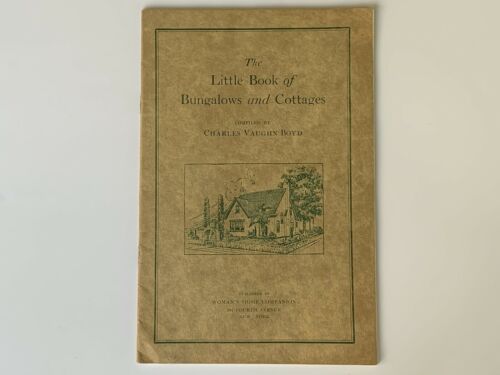 The
Little Book of
Bungalows and Cottages
COMPILED BY
CHARLES VAUGHN BOYD
PUBLISHED BY
WOMAN'S HOME COMPANION
FOURTH AVENUE
NEW YORK